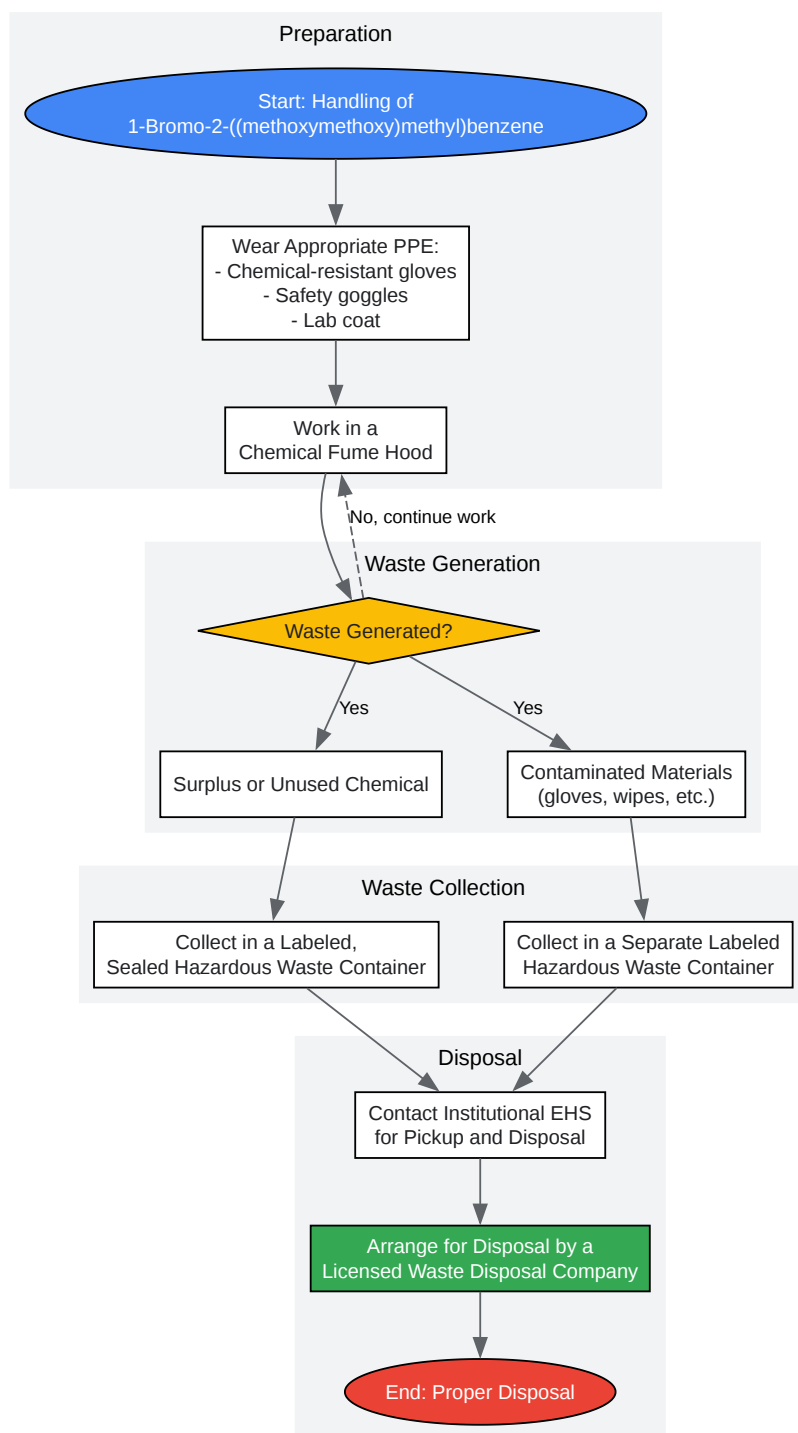 Preparation
Start: Handling of
1-Bromo-2-((methoxymethoxy)methyl)benzene
Wear Appropriate PPE:
- Chemical-resistant gloves
- Safety goggles
- Lab coat
Work in a
Chemical Fume Hood
No, continue work
Waste Generation
Waste Generated?
Yes
Yes
Surplus or Unused Chemical
Contaminated Materials
(gloves, wipes, etc.)
Waste Collection
Collect in a Labeled,
Sealed Hazardous Waste Container
Collect in a Separate Labeled
Hazardous Waste Container
Disposal
Contact Institutional EHS
for Pickup and Disposal
Arrange for Disposal by a
Licensed Waste Disposal Company
End: Proper Disposal